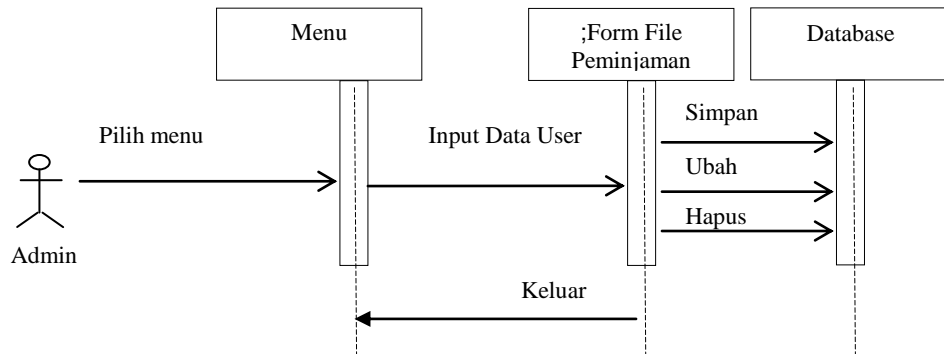 Menu
;Form File
Peminjaman
Database
Pilih menu
Input Data User
Simpan
Ubah
Hapus
Admin
Keluar